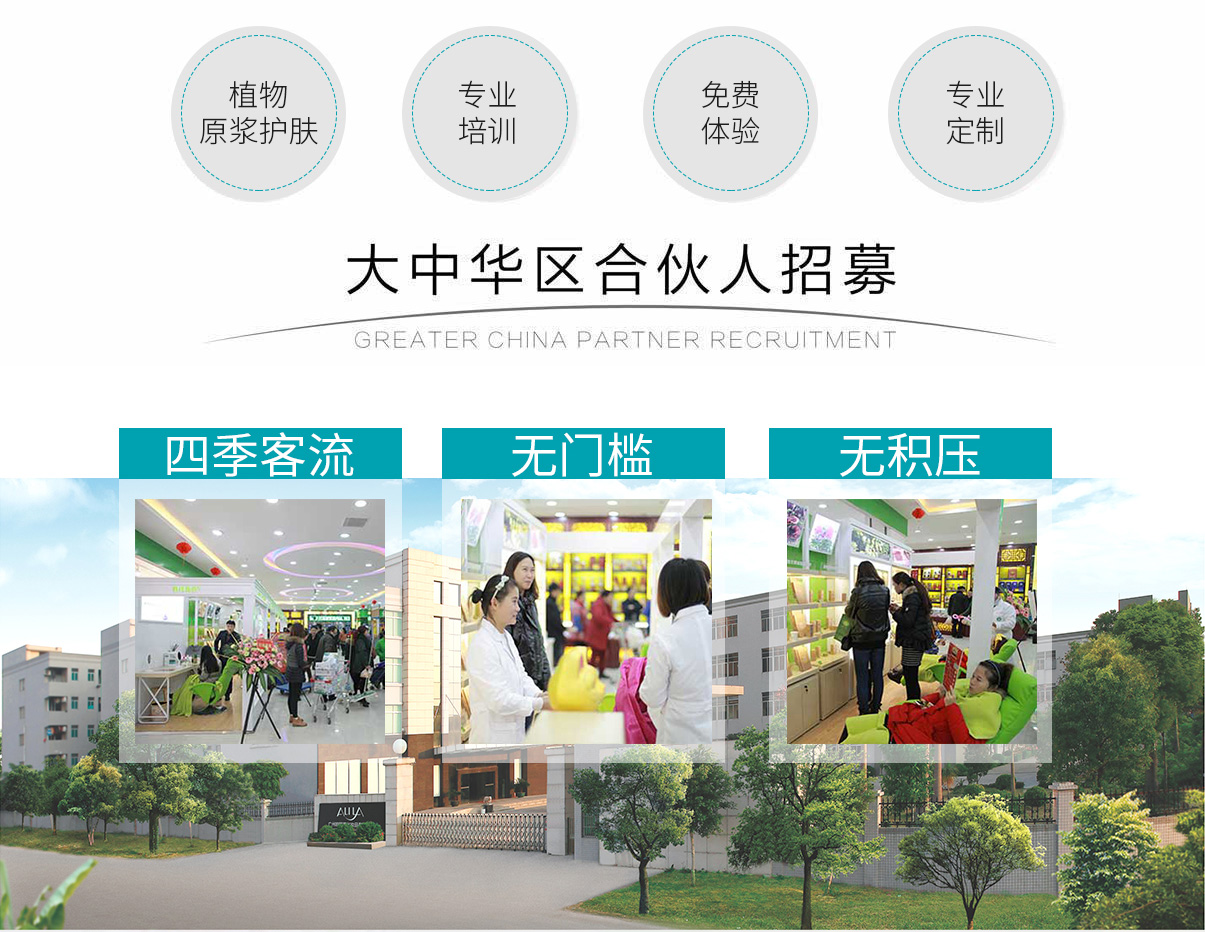 植物
原浆护肤
专业
培训
免费
体验
专业
定制
大中华区合伙人招募
GREATER CHINA PARTNER RECRUITMENT
四季客流
无门槛
无积压